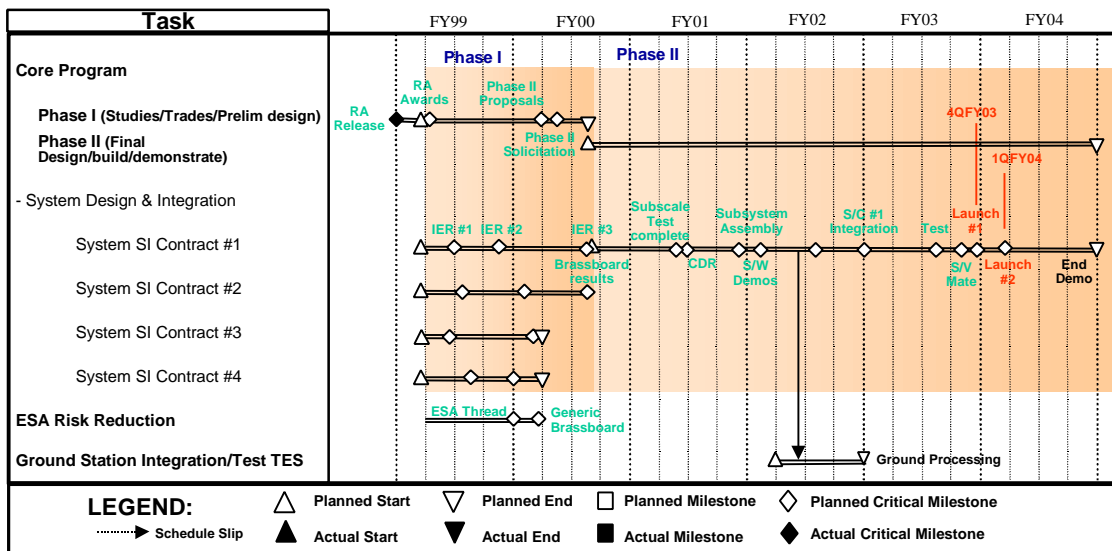 Task
FY99
FY00
FY01
FY02
FY03
FY04
Phase I
Phase II
Core Program
RA
Awards
Phase II
Proposals
RA
Release
Phase I (Studies/Trades/Prelim design)
Phase II (Final
Design/build/demonstrate)
Phase II
Solicitation
4QFY03
1QFY04
- System Design & Integration
System SI Contract #1
IER #1
IER #2
IER #3
Brassboard
results
Subscale
Test
complete
CDR
Subsystem
Assembly
S/W
Demos
S/C #1
Integration
Test
S/V
Mate
Launch
#1
Launch
#2
End
Demo
System SI Contract #2
System SI Contract #3
System SI Contract #4
ESA Risk Reduction
ESA Thread
Generic
Brassboard
Ground Station Integration/Test TES
Ground Processing
LEGEND:
Schedule Slip
Planned Start
Planned End
Planned Milestone
Planned Critical Milestone
Actual Start
Actual End
Actual Milestone
Actual Critical Milestone